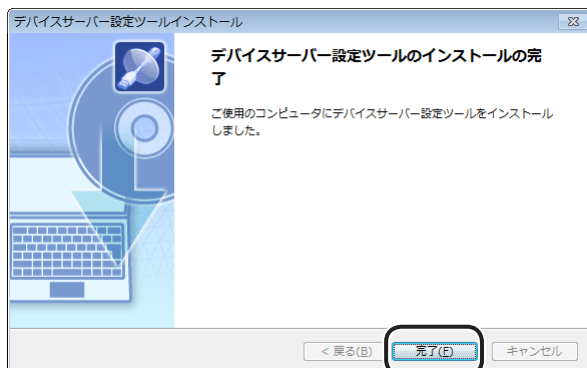 デバイスサーバー設定ツールインストール
デバイスサーバー設定ツールのインストールの完
了
ご使用のコンピュータにデバイスサーバー設定ツールをインストール
しました。
< 戻る(B) 完了(F) キャンセル